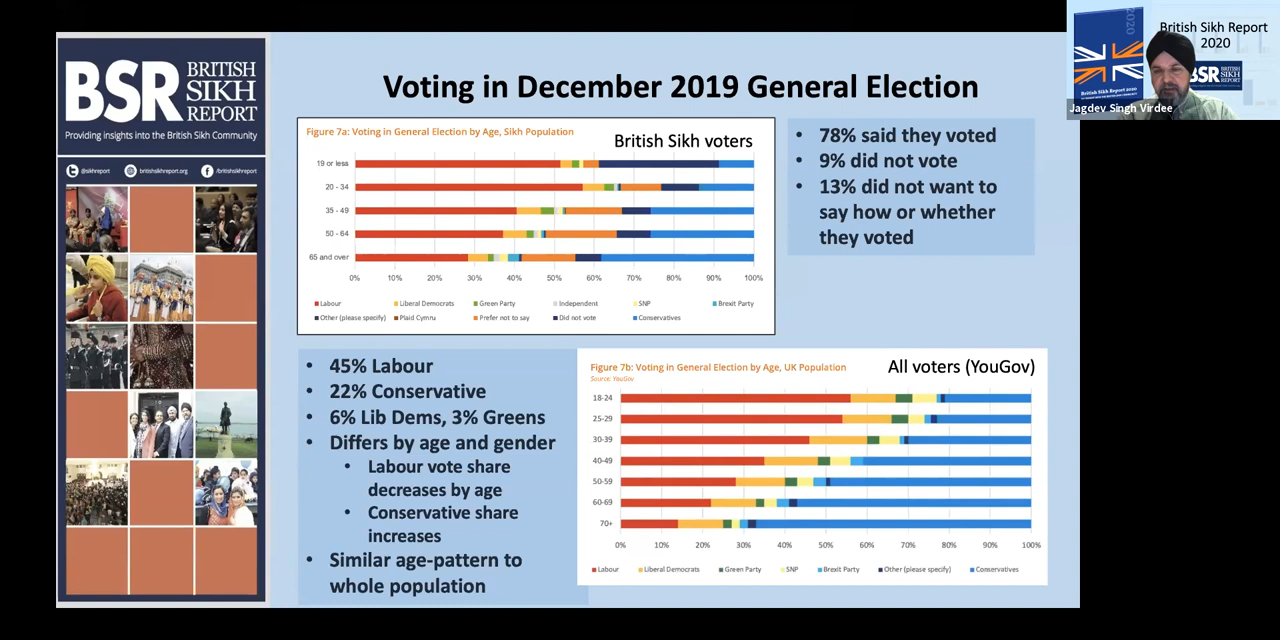 BSR BRITISH
SIKH
REPORT
Providing insights into the British Sikh Community
@sikhreport
britishsikhreport.org
/britishsikhreport
Voting in December 2019 General Election
Figure 7a: Voting in General Election by Age, Sikh Population
British Sikh voters
19 or less
20 - 34
35 - 49
50 - 64
65 and over
0% 10% 20% 30% 40% 50% 60% 70% 80% 90% 100%
Labour Liberal Democrats Green Party Independent SNP Brexit Party
Other (please specify) Plaid Cymru Prefer not to say Did not vote Conservatives
• 78% said they voted
• 9% did not vote
• 13% did not want to
say how or whether
they voted
• 45% Labour
• 22% Conservative
• 6% Lib Dems, 3% Greens
• Differs by age and gender
• Labour vote share
decreases by age
• Conservative share
increases
• Similar age-pattern to
whole population
Figure 7b: Voting in General Election by Age, UK Population
Source: YouGov
All voters (YouGov)
18-24
25-29
30-39
40-49
50-59
60-69
70+
0% 10% 20% 30% 40% 50% 60% 70% 80% 90% 100%
Labour Liberal Democrats Green Party SNP Brexit Party Other (please specify) Conservatives
2020
British Sikh Report
2020
British Sikh Report 2020
BSR BRITISH
SIKH
REPORT
Jagdev Singh Virdee